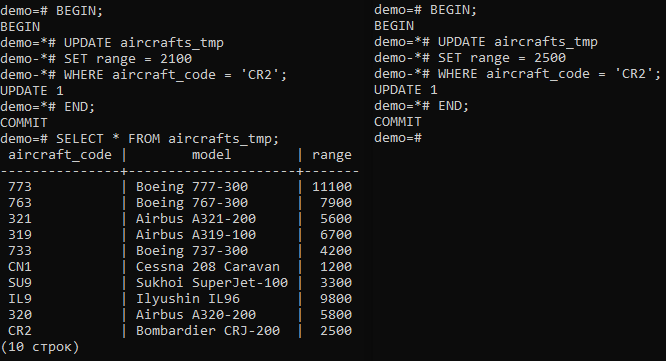 demo=# BEGIN;
BEGIN
demo=*# UPDATE aircrafts_tmp
demo-*# SET range = 2100
demo-*# WHERE aircraft_code = 'CR2';
UPDATE 1
demo=*# END;
COMMIT
demo=# SELECT * FROM aircrafts_tmp;
 aircraft_code |        model        | range
---------------+---------------------+-------
 773           | Boeing 777-300      | 11100
 763           | Boeing 767-300      |  7900
 321           | Airbus A321-200     |  5600
 319           | Airbus A319-100     |  6700
 733           | Boeing 737-300      |  4200
 CN1           | Cessna 208 Caravan  |  1200
 SU9           | Sukhoi SuperJet-100 |  3300
 IL9           | Ilyushin IL96       |  9800
 320           | Airbus A320-200     |  5800
 CR2           | Bombardier CRJ-200  |  2500
(10 строк)
demo=# BEGIN;
BEGIN
demo=*# UPDATE aircrafts_tmp
demo-*# SET range = 2500
demo-*# WHERE aircraft_code = 'CR2';
UPDATE 1
demo=*# END;
COMMIT
demo=#